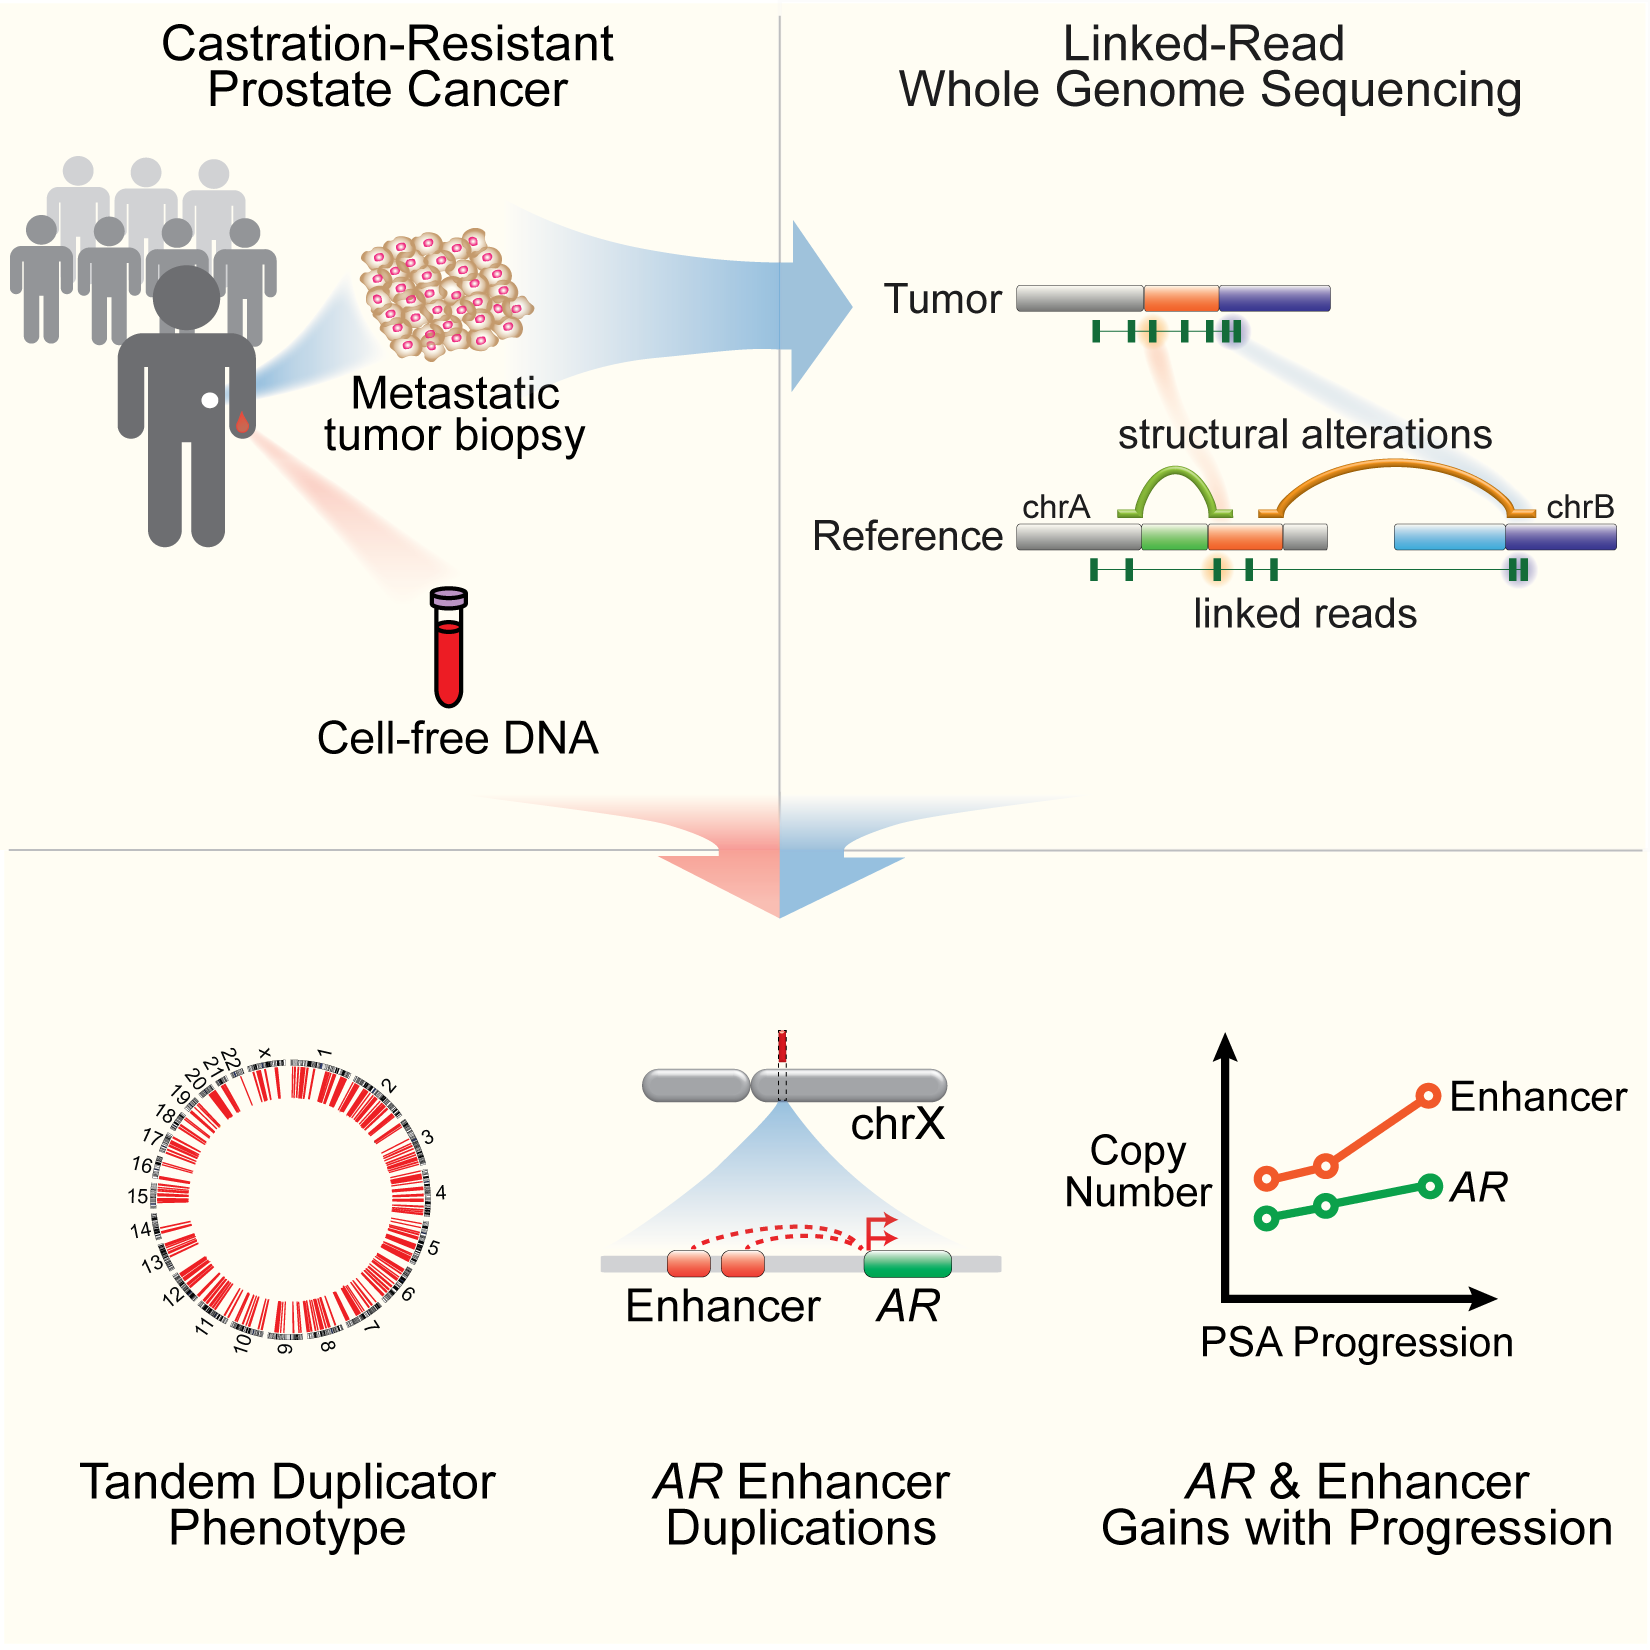 Castration-Resistant
Prostate Cancer
Linked-Read
Whole Genome Sequencing
Metastatic
tumor biopsy
Cell-free DNA
Tumor
structural alterations
chrA
chrB
Reference
linked reads
1
2
3
4
5
6
7
8
9
10
11
12
13
14
15
16
17
18
19
20
21
22
x
chrX
Enhancer
AR
Copy
Number
Enhancer
AR
PSA Progression
Tandem Duplicator
Phenotype
AR Enhancer
Duplications
AR & Enhancer
Gains with Progression